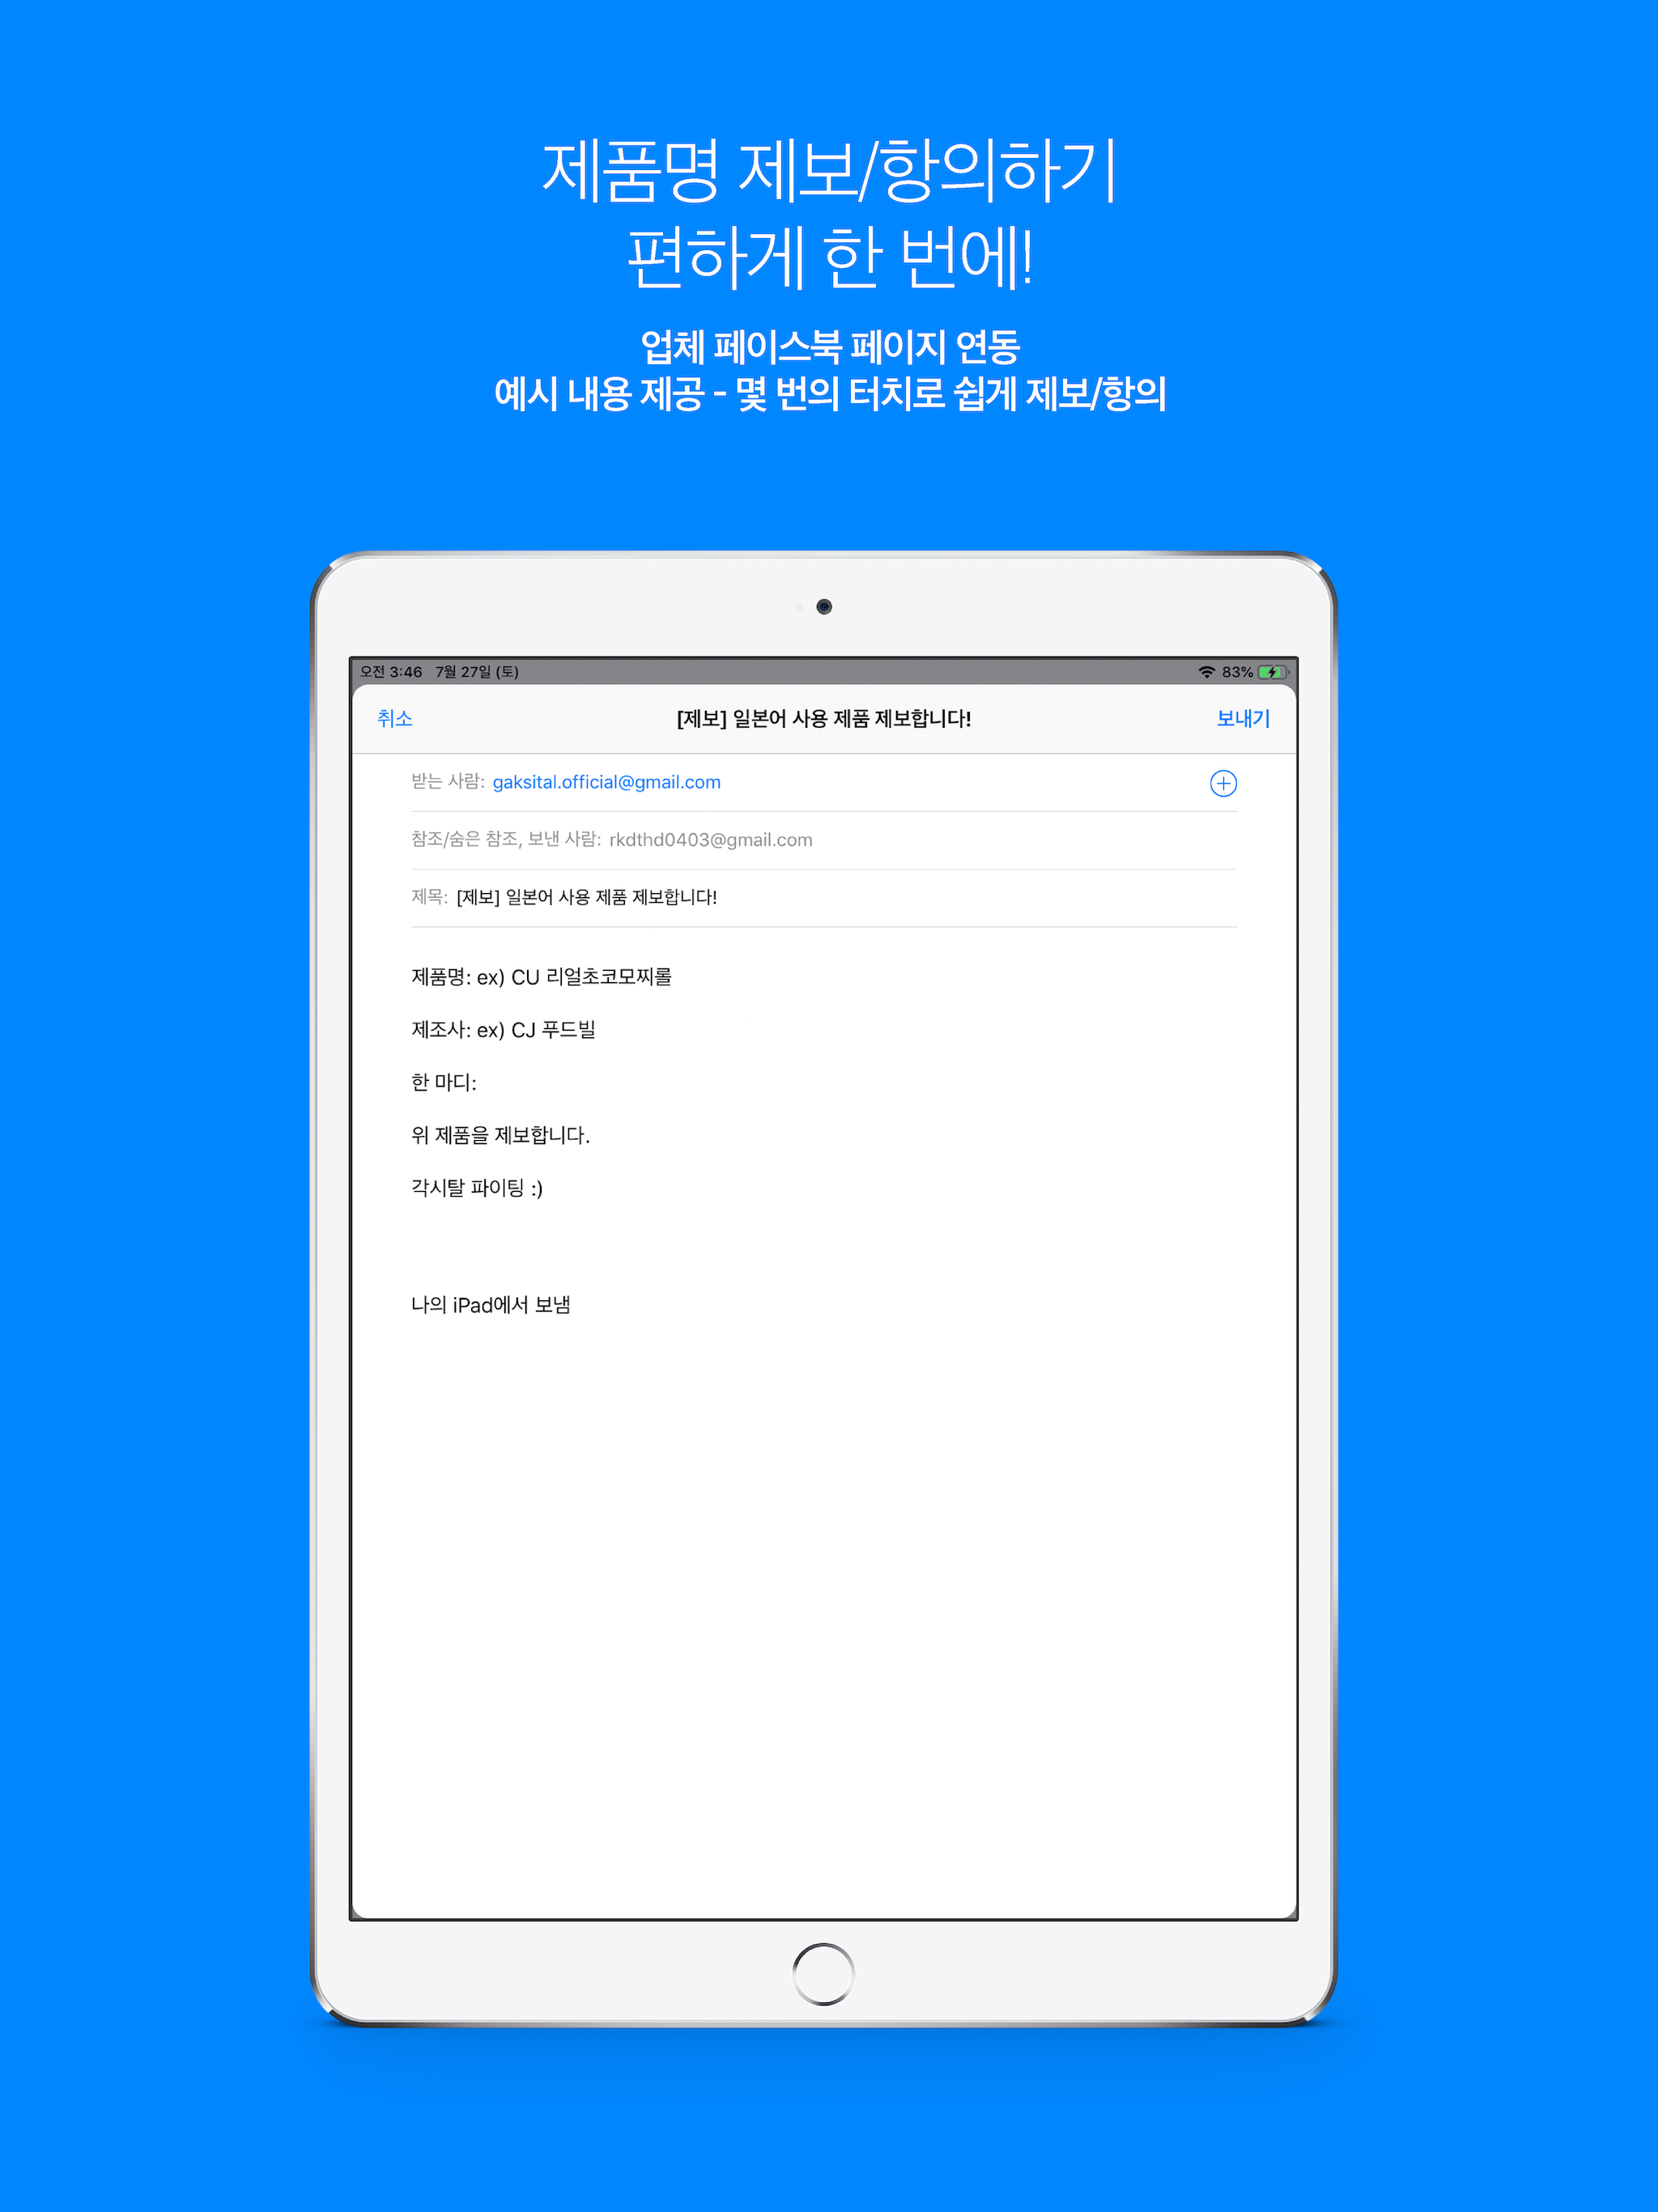 제품명 제보/항의하기
편하게 한 번에!
업체 페이스북 페이지 연동
예시 내용 제공 - 몇 번의 터치로 쉽게 제보/항의
오전 3:46 7월 27일 (토) 83%
취소 [제보] 일본어 사용 제품 제보합니다! 보내기
받는 사람: gaksital.official@gmail.com
참조/숨은 참조, 보낸 사람: rkdthd0403@gmail.com
제목: [제보] 일본어 사용 제품 제보합니다!
제품명: ex) CU 리얼초코모찌롤
제조사: ex) CJ 푸드빌
한 마디:
위 제품을 제보합니다.
각시탈 파이팅 :)
나의 iPad에서 보냄